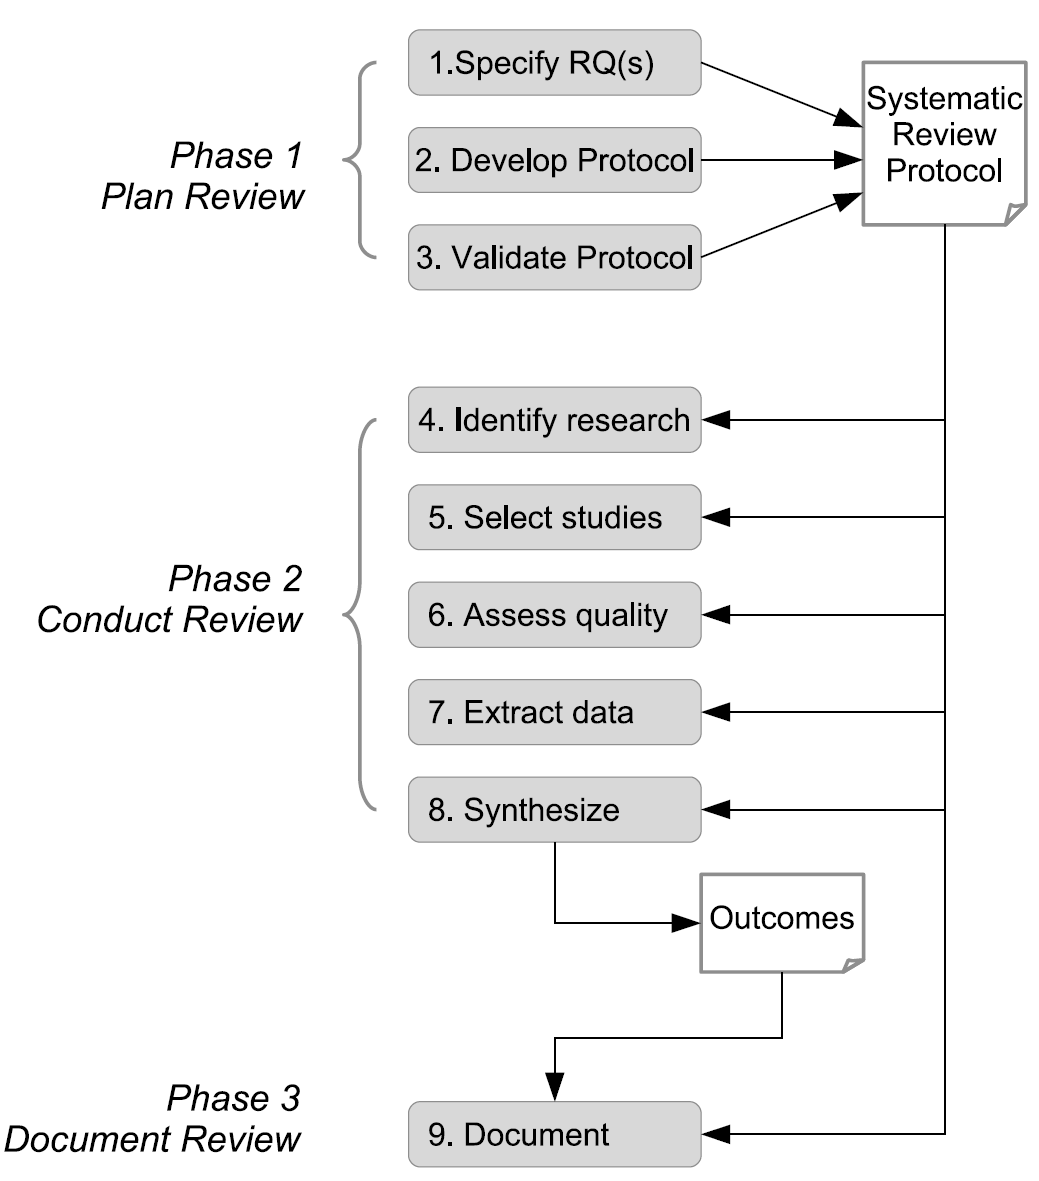 1.Specify RQ(s)
Systematic
Review
Protocol
Phase 1
Plan Review
2. Develop Protocol
3. Validate Protocol
4. Identify research
5. Select studies
Phase 2
Conduct Review
6. Assess quality
7. Extract data
8. Synthesize
Outcomes
Phase 3
Document Review
9. Document